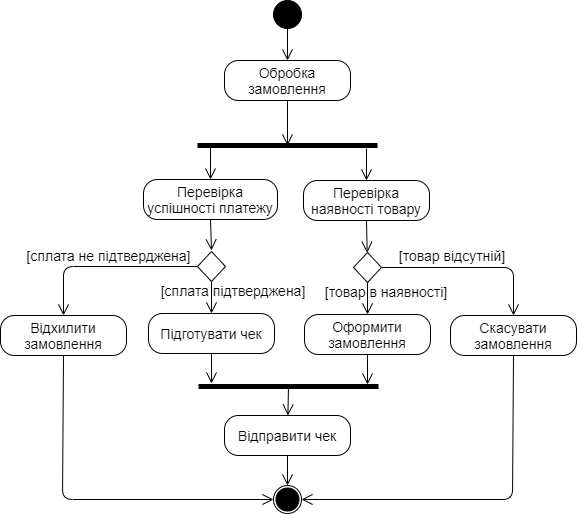 Обробка
замовлення
Перевірка
успішності платежу
Перевірка
наявності товару
[сплата не підтверджена]
[товар відсутній]
[сплата підтверджена]
[товар в наявності]
Відхилити
замовлення
Підготувати чек
Оформити
замовлення
Скасувати
замовлення
Відправити чек